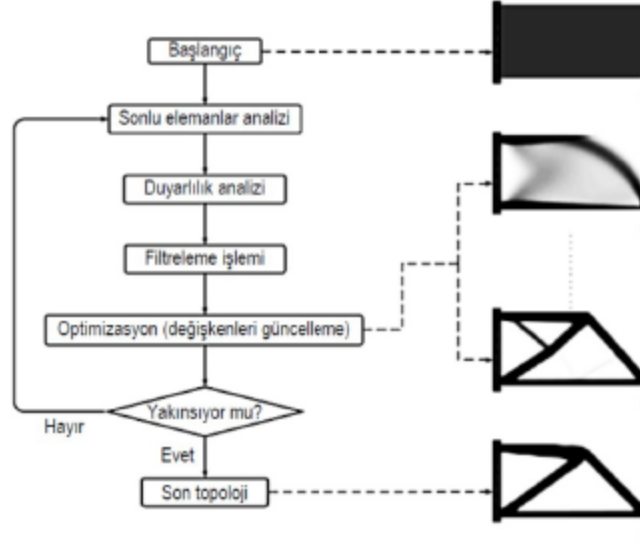 Başlangıç
Sonlu elemanlar analizi
Duyarlılık analizi
Filtreleme işlemi
Optimizasyon (değişkenleri güncelleme)
Yakınsıyor mu?
Hayır
Evet
Son topoloji